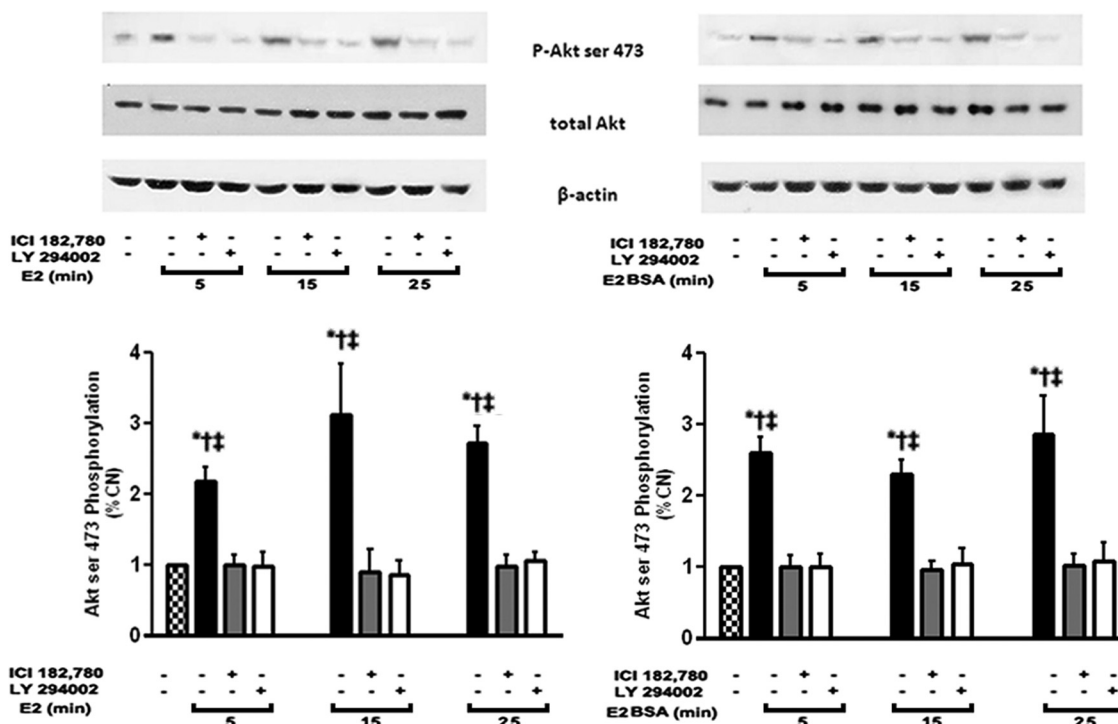 P-Akt ser 473
total Akt
β-actin
ICI 182,780 - - + - - + - - + -
LY 294002 - - - + - - + - - +
E2 (min) 5 15 25
ICI 182,780 - - + - - + - - + -
LY 294002 - - - + - - + - - +
E2BSA (min) 5 15 25
Akt ser 473 Phosphorylation
(%CN)
4
3
2
1
0
*†‡
*†‡
*†‡
ICI 182,780 - - + - - + - - + -
LY 294002 - - - + - - + - - +
E2 (min) 5 15 25
Akt ser 473 Phosphorylation
(%CN)
4
3
2
1
0
*†‡
*†‡
*†‡
ICI 182,780 - - + - - + - - + -
LY 294002 - - - + - - + - - +
E2BSA (min) 5 15 25